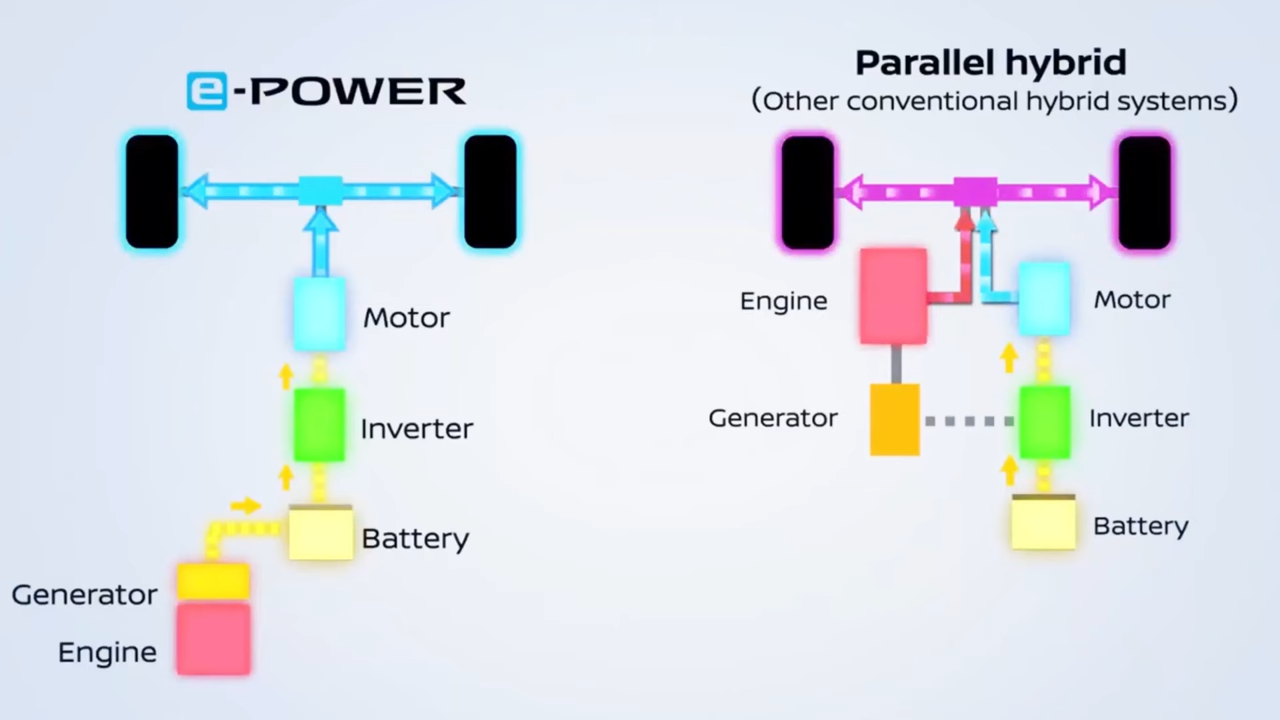 e-POWER
Motor
Inverter
Battery
Generator
Engine
Parallel hybrid
(Other conventional hybrid systems)
Engine
Motor
Generator
Inverter
Battery